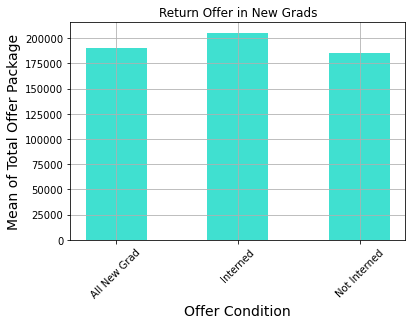 Return Offer in New Grads
Mean of Total Offer Package
200000
175000
150000
125000
100000
75000
50000
25000
0
All New Grad
Interned
Not Interned
Offer Condition